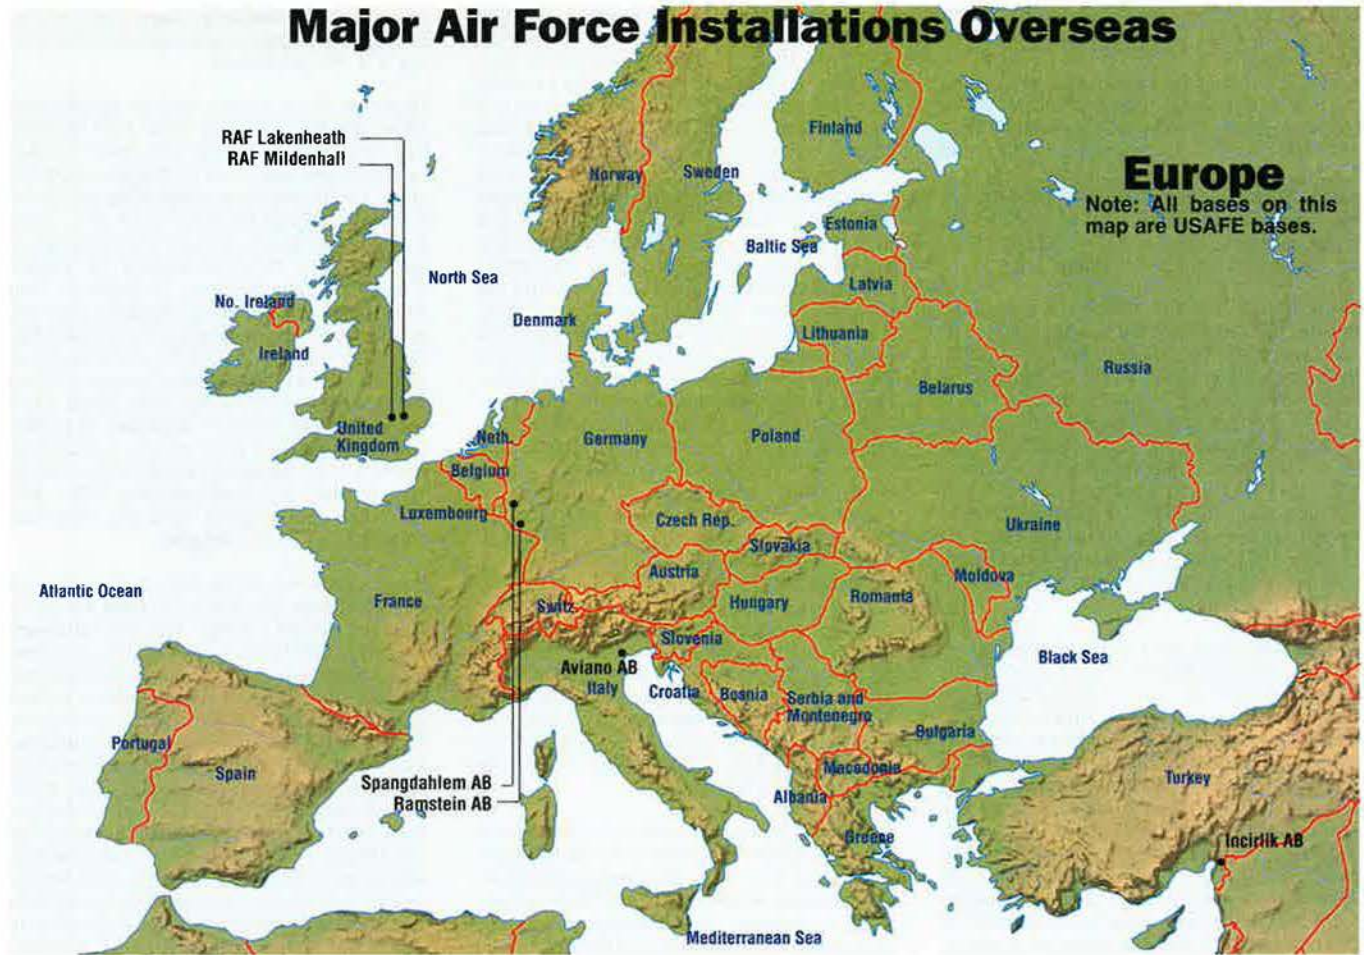 Major Air Force Installations Overseas
RAF Lakenheath
RAF Mildenhall
Finland
Europe
Note: All bases on this
map are USAFE bases.
Norway
Sweden
Estonia
Baltic Sea
North Sea
Latvia
No. Ireland
Denmark
Lithuania
Ireland
Russia
Belarus
United
Kingdom
Neth.
Germany
Poland
Belgium
Luxembourg
Czech Rep.
Ukraine
Slovakia
Austria
Moldova
Atlantic Ocean
France
Switz.
Hungary
Romania
Slovenia
Black Sea
Aviano AB
Italy
Croatia
Bosnia
Serbia and
Montenegro
Bulgaria
Portugal
Spain
Macedonia
Turkey
Spangdahlem AB
Ramstein AB
Albania
Greece
Incirlik AB
Mediterranean Sea